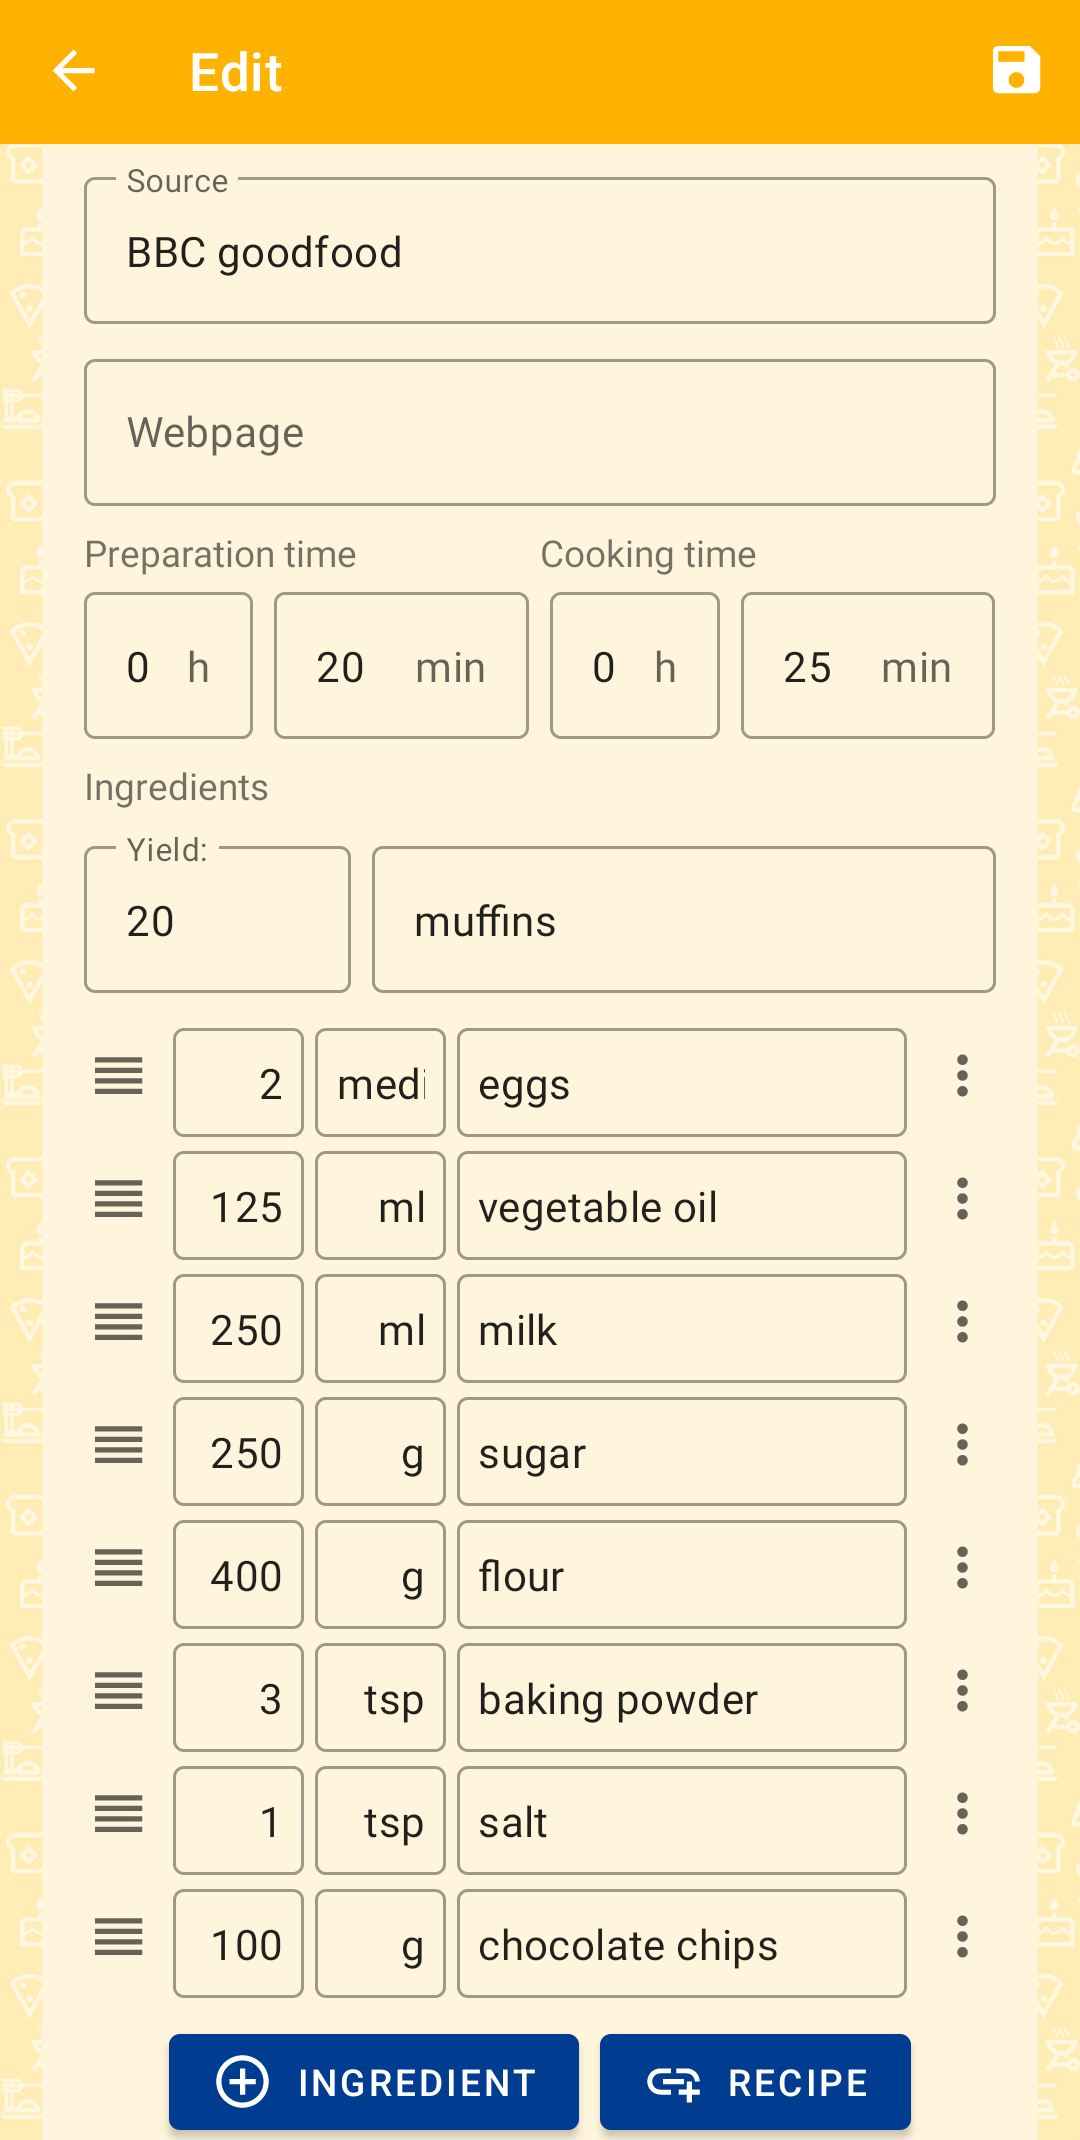 Edit
Source
BBC goodfood
Webpage
Preparation time Cooking time
0 h 20 min 0 h 25 min
Ingredients
Yield:
20 muffins
2 medi eggs
125 ml vegetable oil
250 ml milk
250 g sugar
400 g flour
3 tsp baking powder
1 tsp salt
100 g chocolate chips
INGREDIENT RECIPE